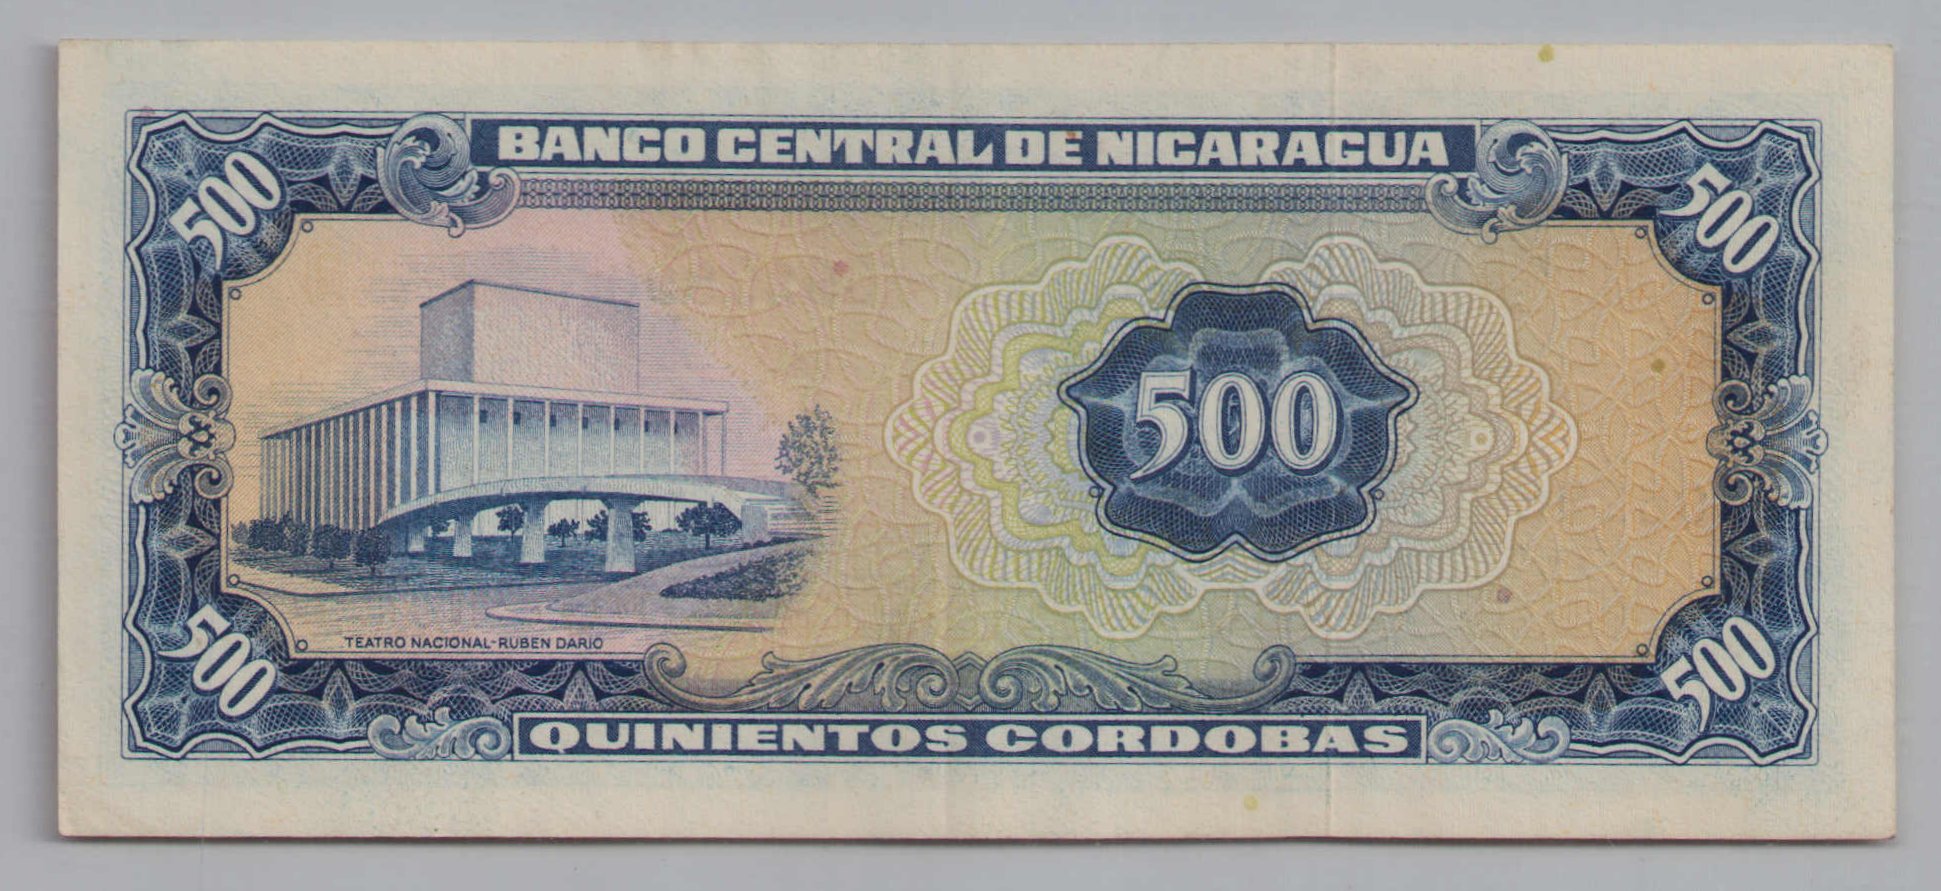 BANCO CENTRAL DE NICARAGUA
500
500
500
TEATRO NACIONAL-RUBEN DARIO
500
500
QUINIENTOS CORDOBAS